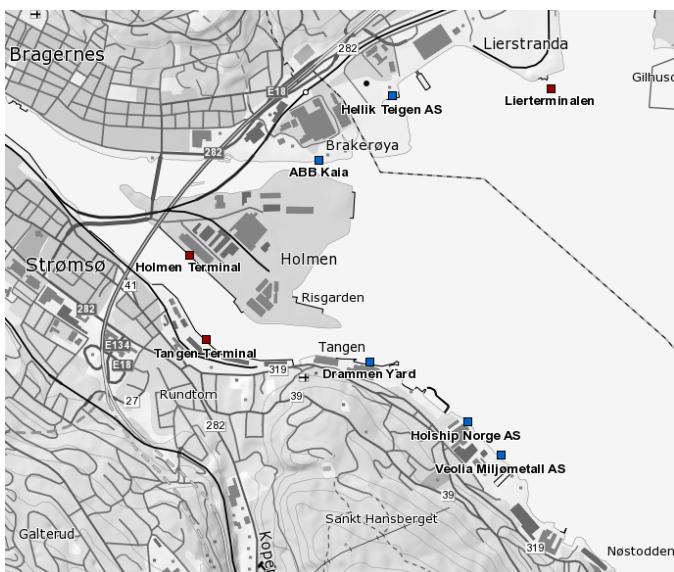 Lierstranda
282
Bragernes
Gilhusc
E18
Lierterminalen
Hellik Teigen AS
Brakerøya
282
ABB Kaia
Holmen
Strømsø
Holmen Terminal
41
Risgarden
282
E134
Tangen Terminal
Tangen
E18
319
Drammen Yard
Rundtom
39
27
282
Holship Norge AS
Veolia Miljømetall AS
39
Sankt Hansberget
Galterud
Koper
319
Nøstodden